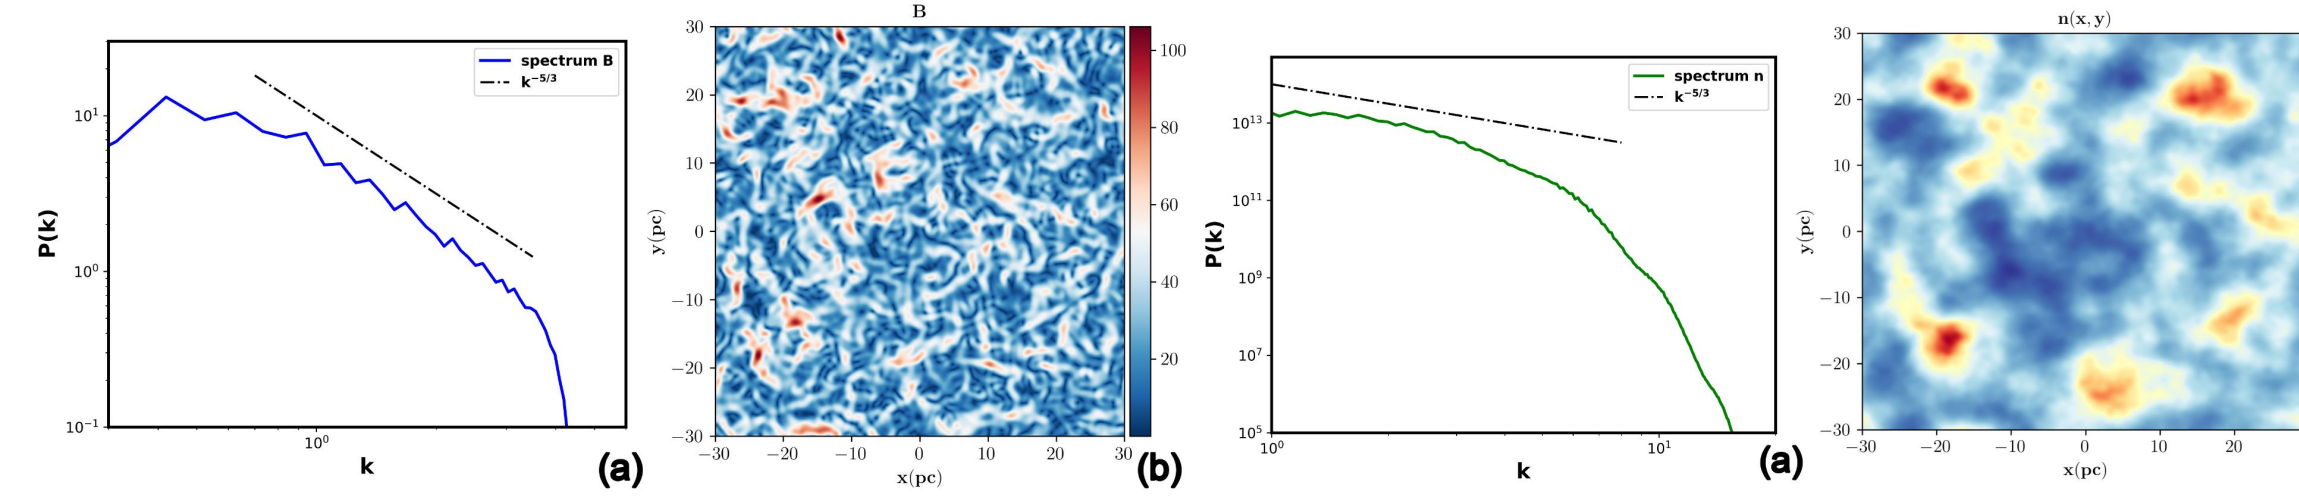 spectrum B
k^{-5/3}
10^1
10^0
10^{-1}
P(k)
10^0
k
(a)
B
30
20
10
0
−10
−20
−30
y(pc)
−30 −20 −10 0 10 20 30
x(pc)
100
80
60
40
20
(b)
spectrum n
k^{-5/3}
10^{13}
10^{11}
10^9
10^7
10^5
P(k)
10^0 10^1
k
(a)
n(x, y)
30
20
10
0
−10
−20
−30
y(pc)
−30 −20 −10 0 10 20
x(pc)